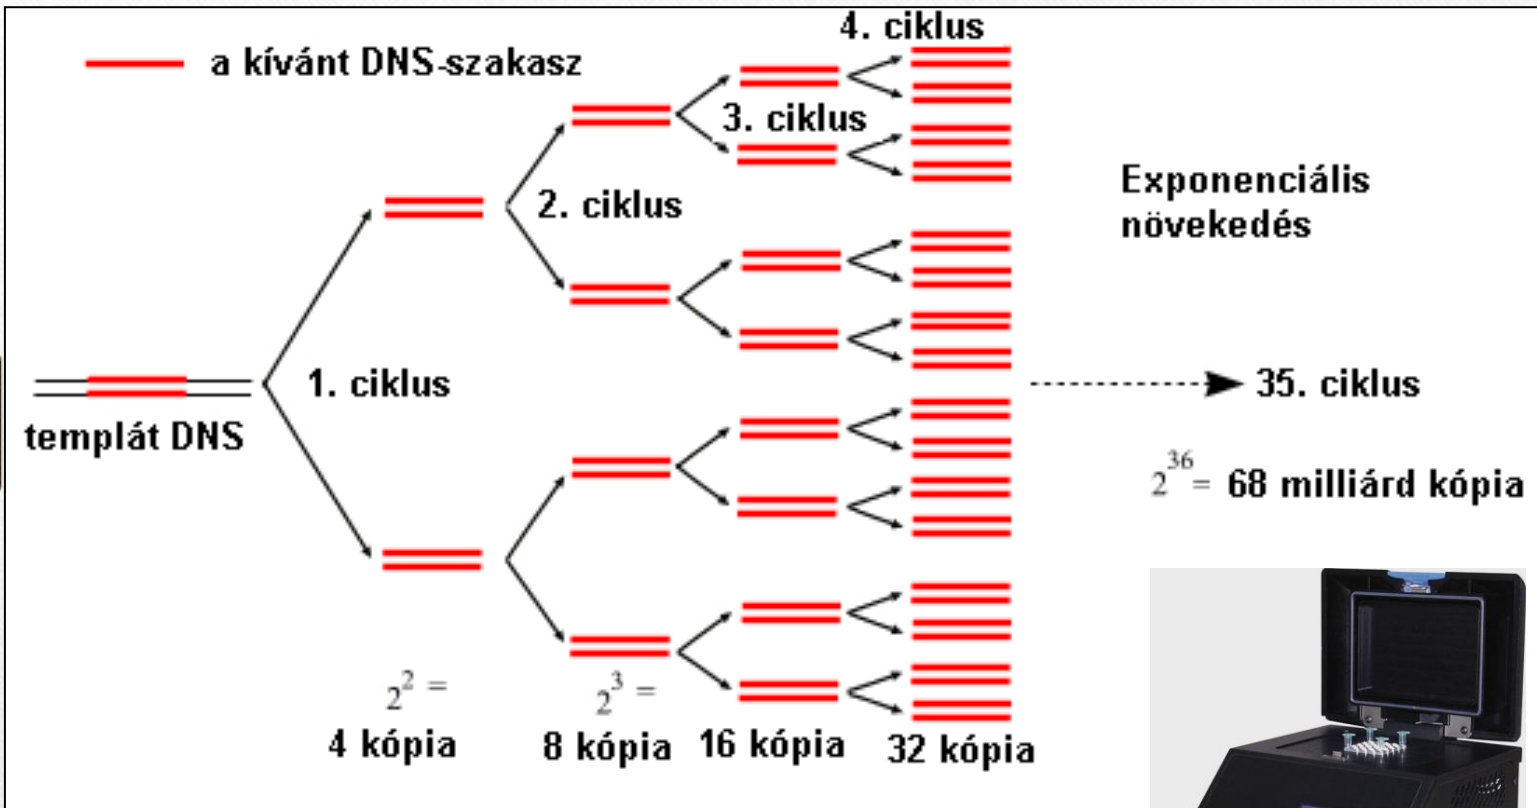 4. ciklus
a kívánt DNS-szakasz
3. ciklus
2. ciklus
Exponenciális
növekedés
1. ciklus
35. ciklus
templát DNS
2^36 = 68 milliárd kópia
2^2 =
2^3 =
4 kópia
8 kópia
16 kópia
32 kópia